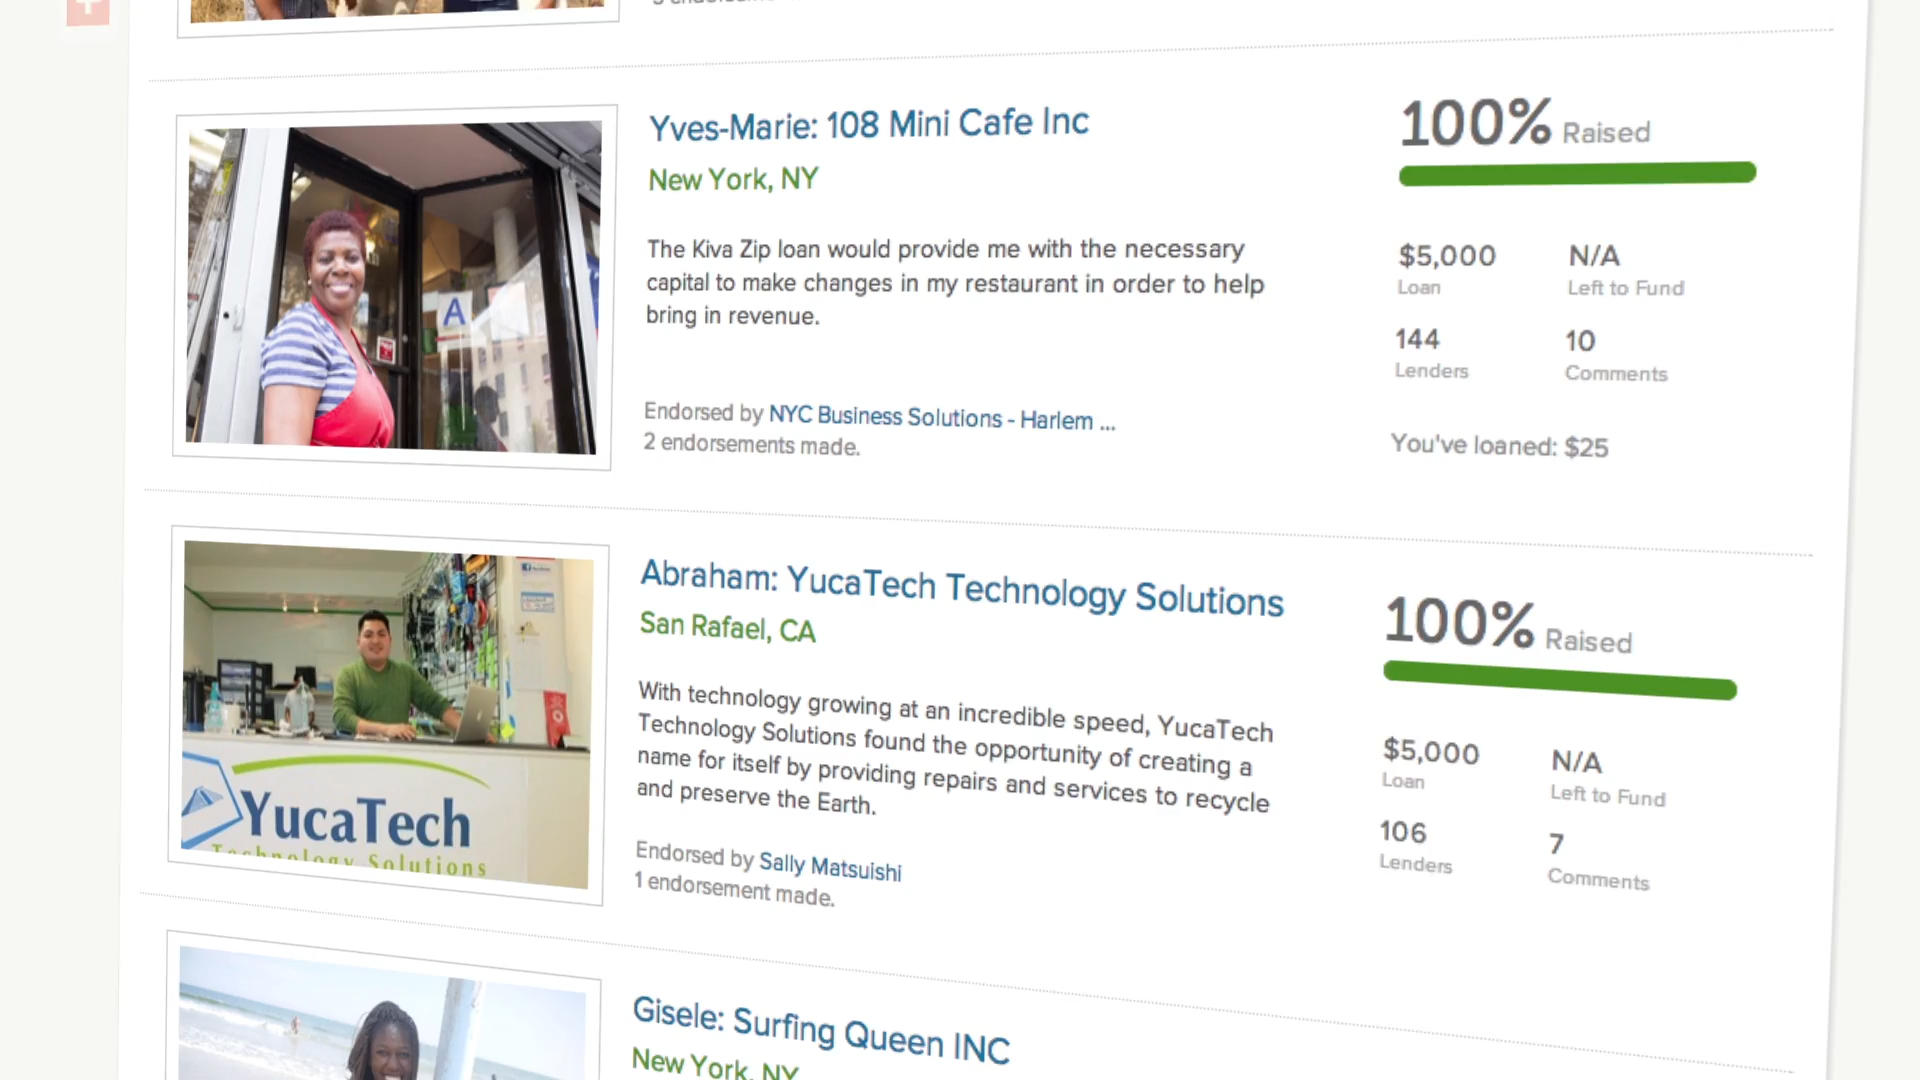 Yves-Marie: 108 Mini Cafe Inc
New York, NY
The Kiva Zip loan would provide me with the necessary
capital to make changes in my restaurant in order to help
bring in revenue.
Endorsed by NYC Business Solutions - Harlem ...
2 endorsements made.
100% Raised
$5,000
Loan
N/A
Left to Fund
144
Lenders
10
Comments
You've loaned: $25
A
Abraham: YucaTech Technology Solutions
San Rafael, CA
With technology growing at an incredible speed, YucaTech
Technology Solutions found the opportunity of creating a
name for itself by providing repairs and services to recycle
and preserve the Earth.
Endorsed by Sally Matsuishi
1 endorsement made.
100% Raised
$5,000
Loan
N/A
Left to Fund
106
Lenders
7
Comments
YucaTech
Technology Solutions
Gisele: Surfing Queen INC
New York, NY